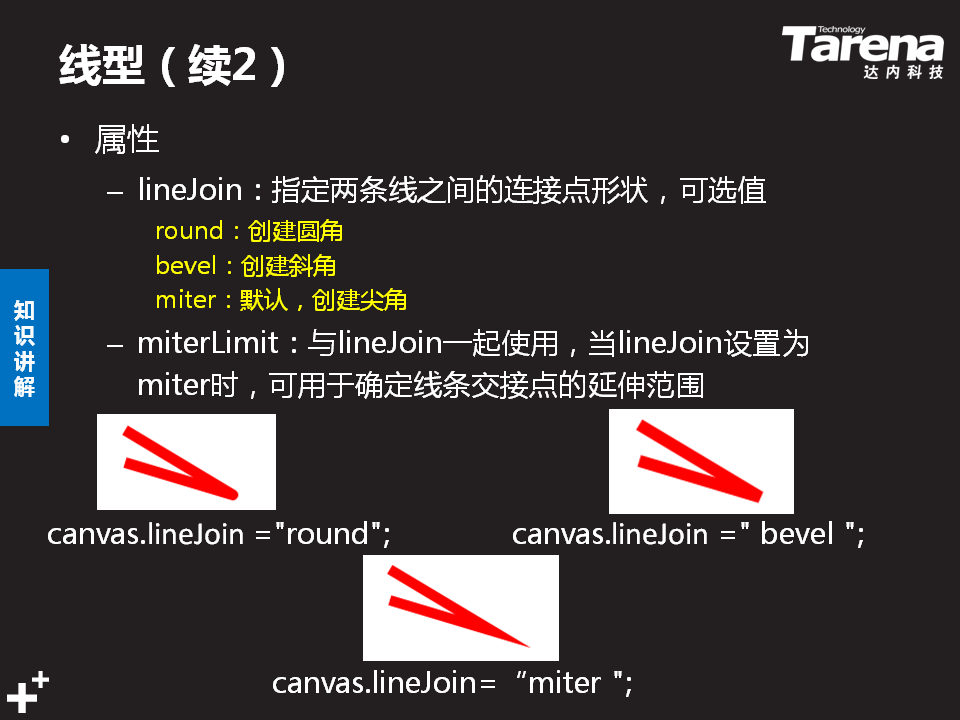 线型（续2）
Technology
Tarena
达内科技
• 属性
– lineJoin：指定两条线之间的连接点形状，可选值
round：创建圆角
bevel：创建斜角
miter：默认，创建尖角
– miterLimit：与lineJoin一起使用，当lineJoin设置为
miter时，可用于确定线条交接点的延伸范围
知识讲解
canvas.lineJoin ="round";
canvas.lineJoin =" bevel ";
canvas.lineJoin= “miter ";